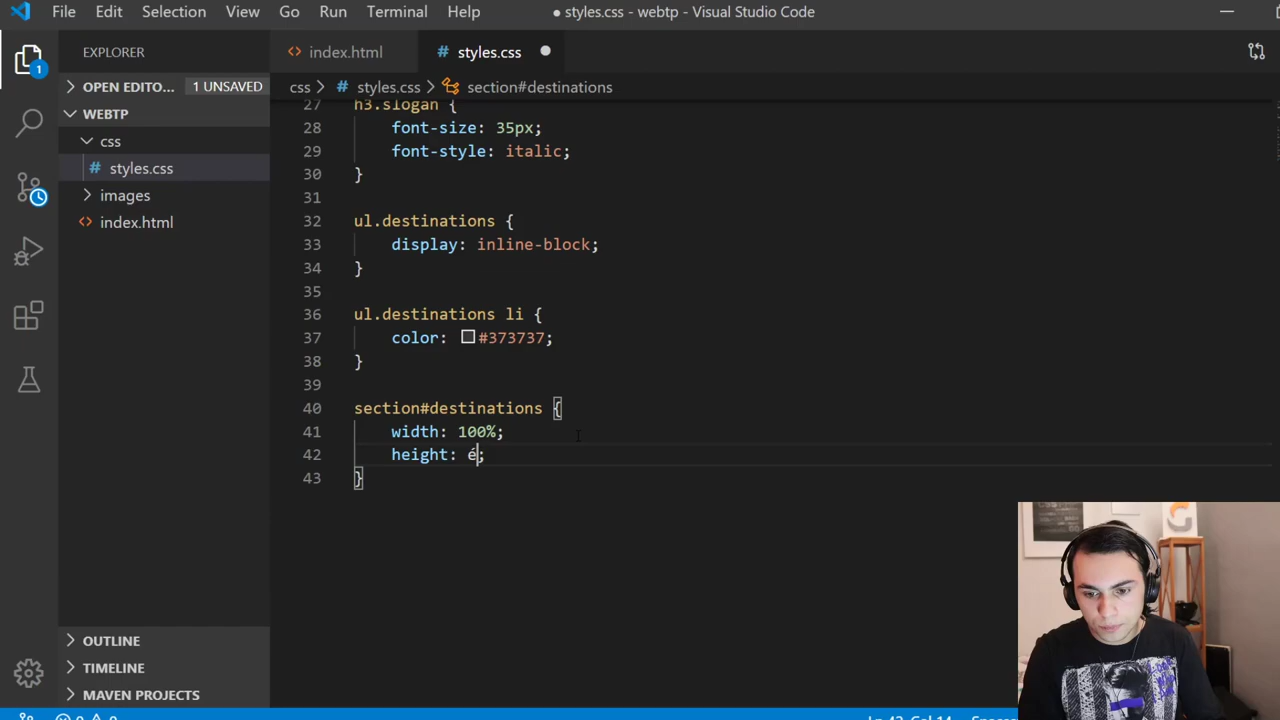 File Edit Selection View Go Run Terminal Help ● styles.css - webtp - Visual Studio Code
EXPLORER
index.html # styles.css
OPEN EDITO... 1 UNSAVED
css > # styles.css > section#destinations
WEBTP
css
# styles.css
images
index.html
27 h3.slogan {
28 font-size: 35px;
29 font-style: italic;
30 }
31
32 ul.destinations {
33 display: inline-block;
34 }
35
36 ul.destinations li {
37 color: #373737;
38 }
39
40 section#destinations {
41 width: 100%;
42 height: é;
43 }
1
OUTLINE
TIMELINE
MAVEN PROJECTS